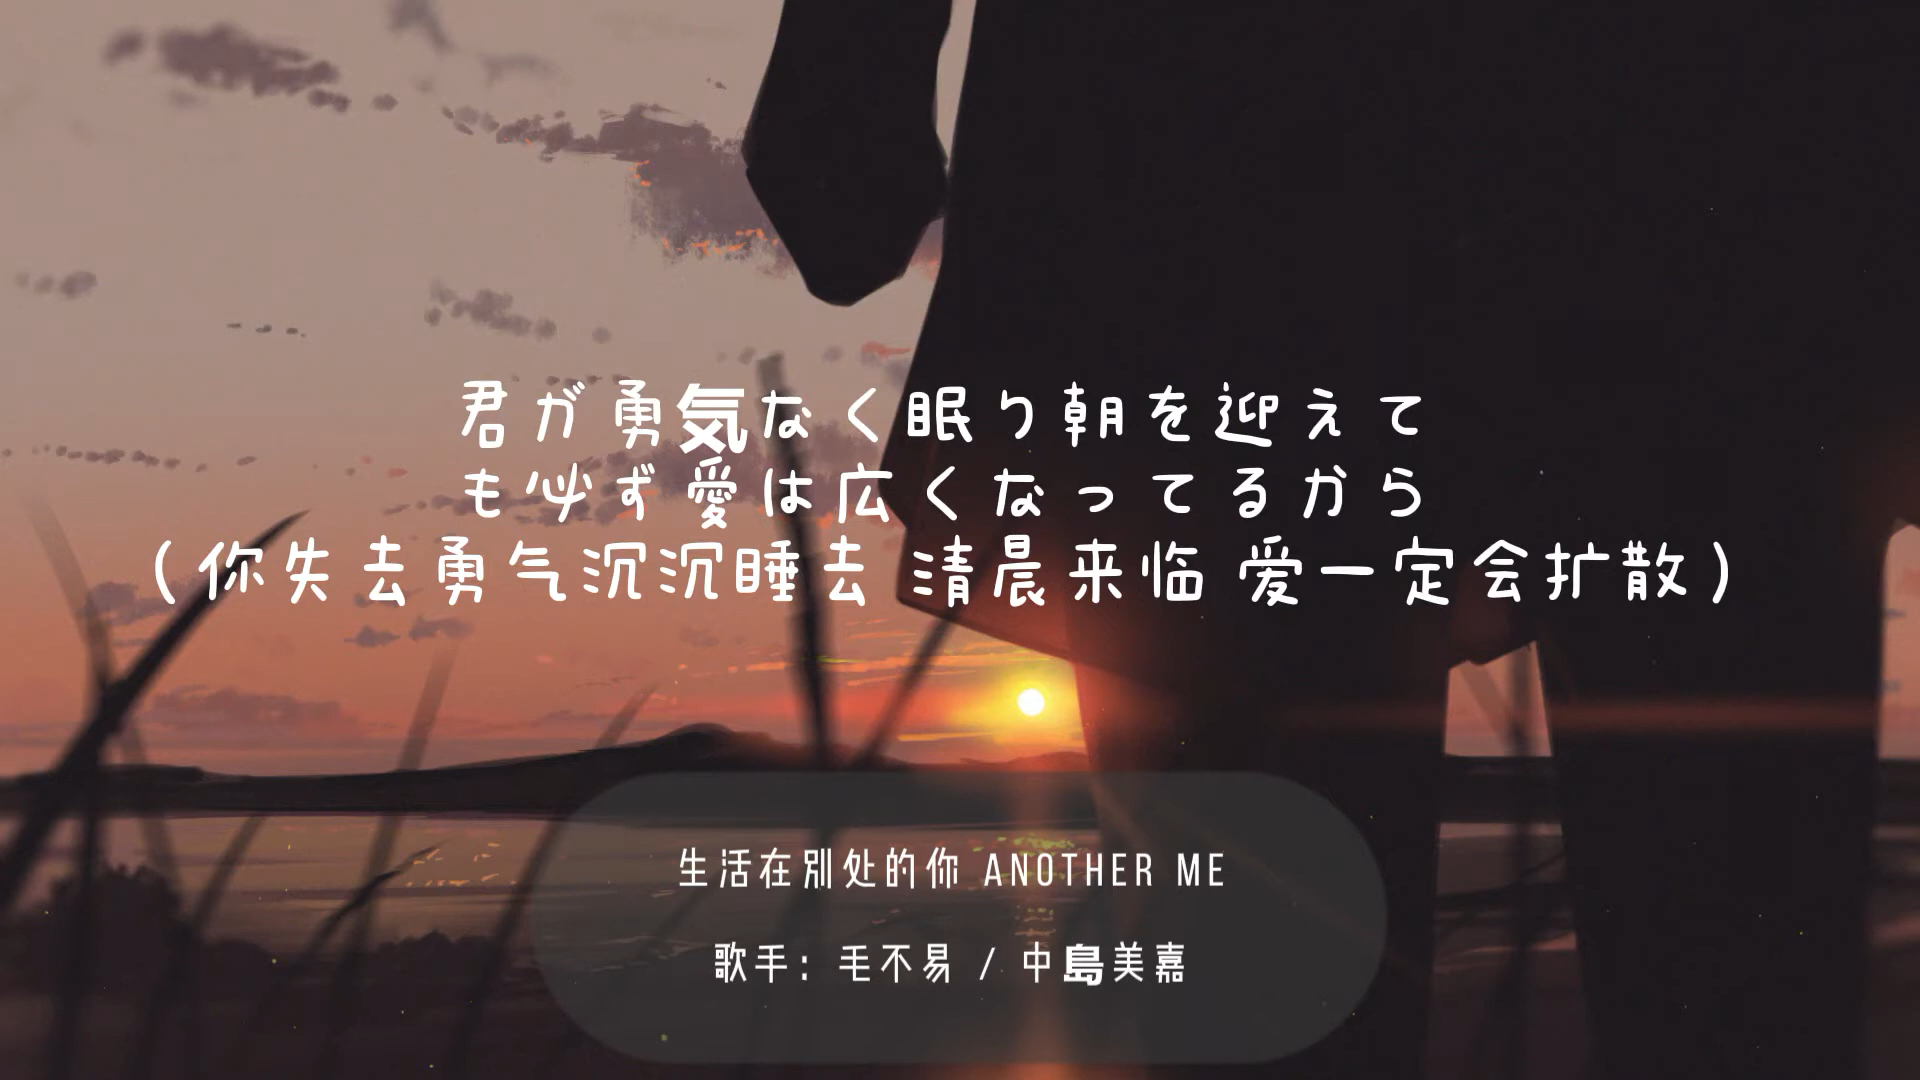 君が勇気なく眠り朝を迎えて
も必ず愛は広くなってるから
(你失去勇气沉沉睡去 清晨来临 爱一定会扩散)
生活在别处的你 ANOTHER ME
歌手: 毛不易 / 中島美嘉